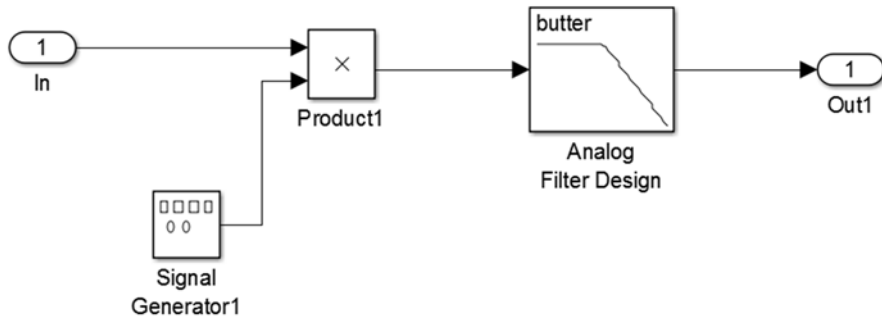 1
In
×
Product1
butter
Analog
Filter Design
1
Out1
Signal
Generator1